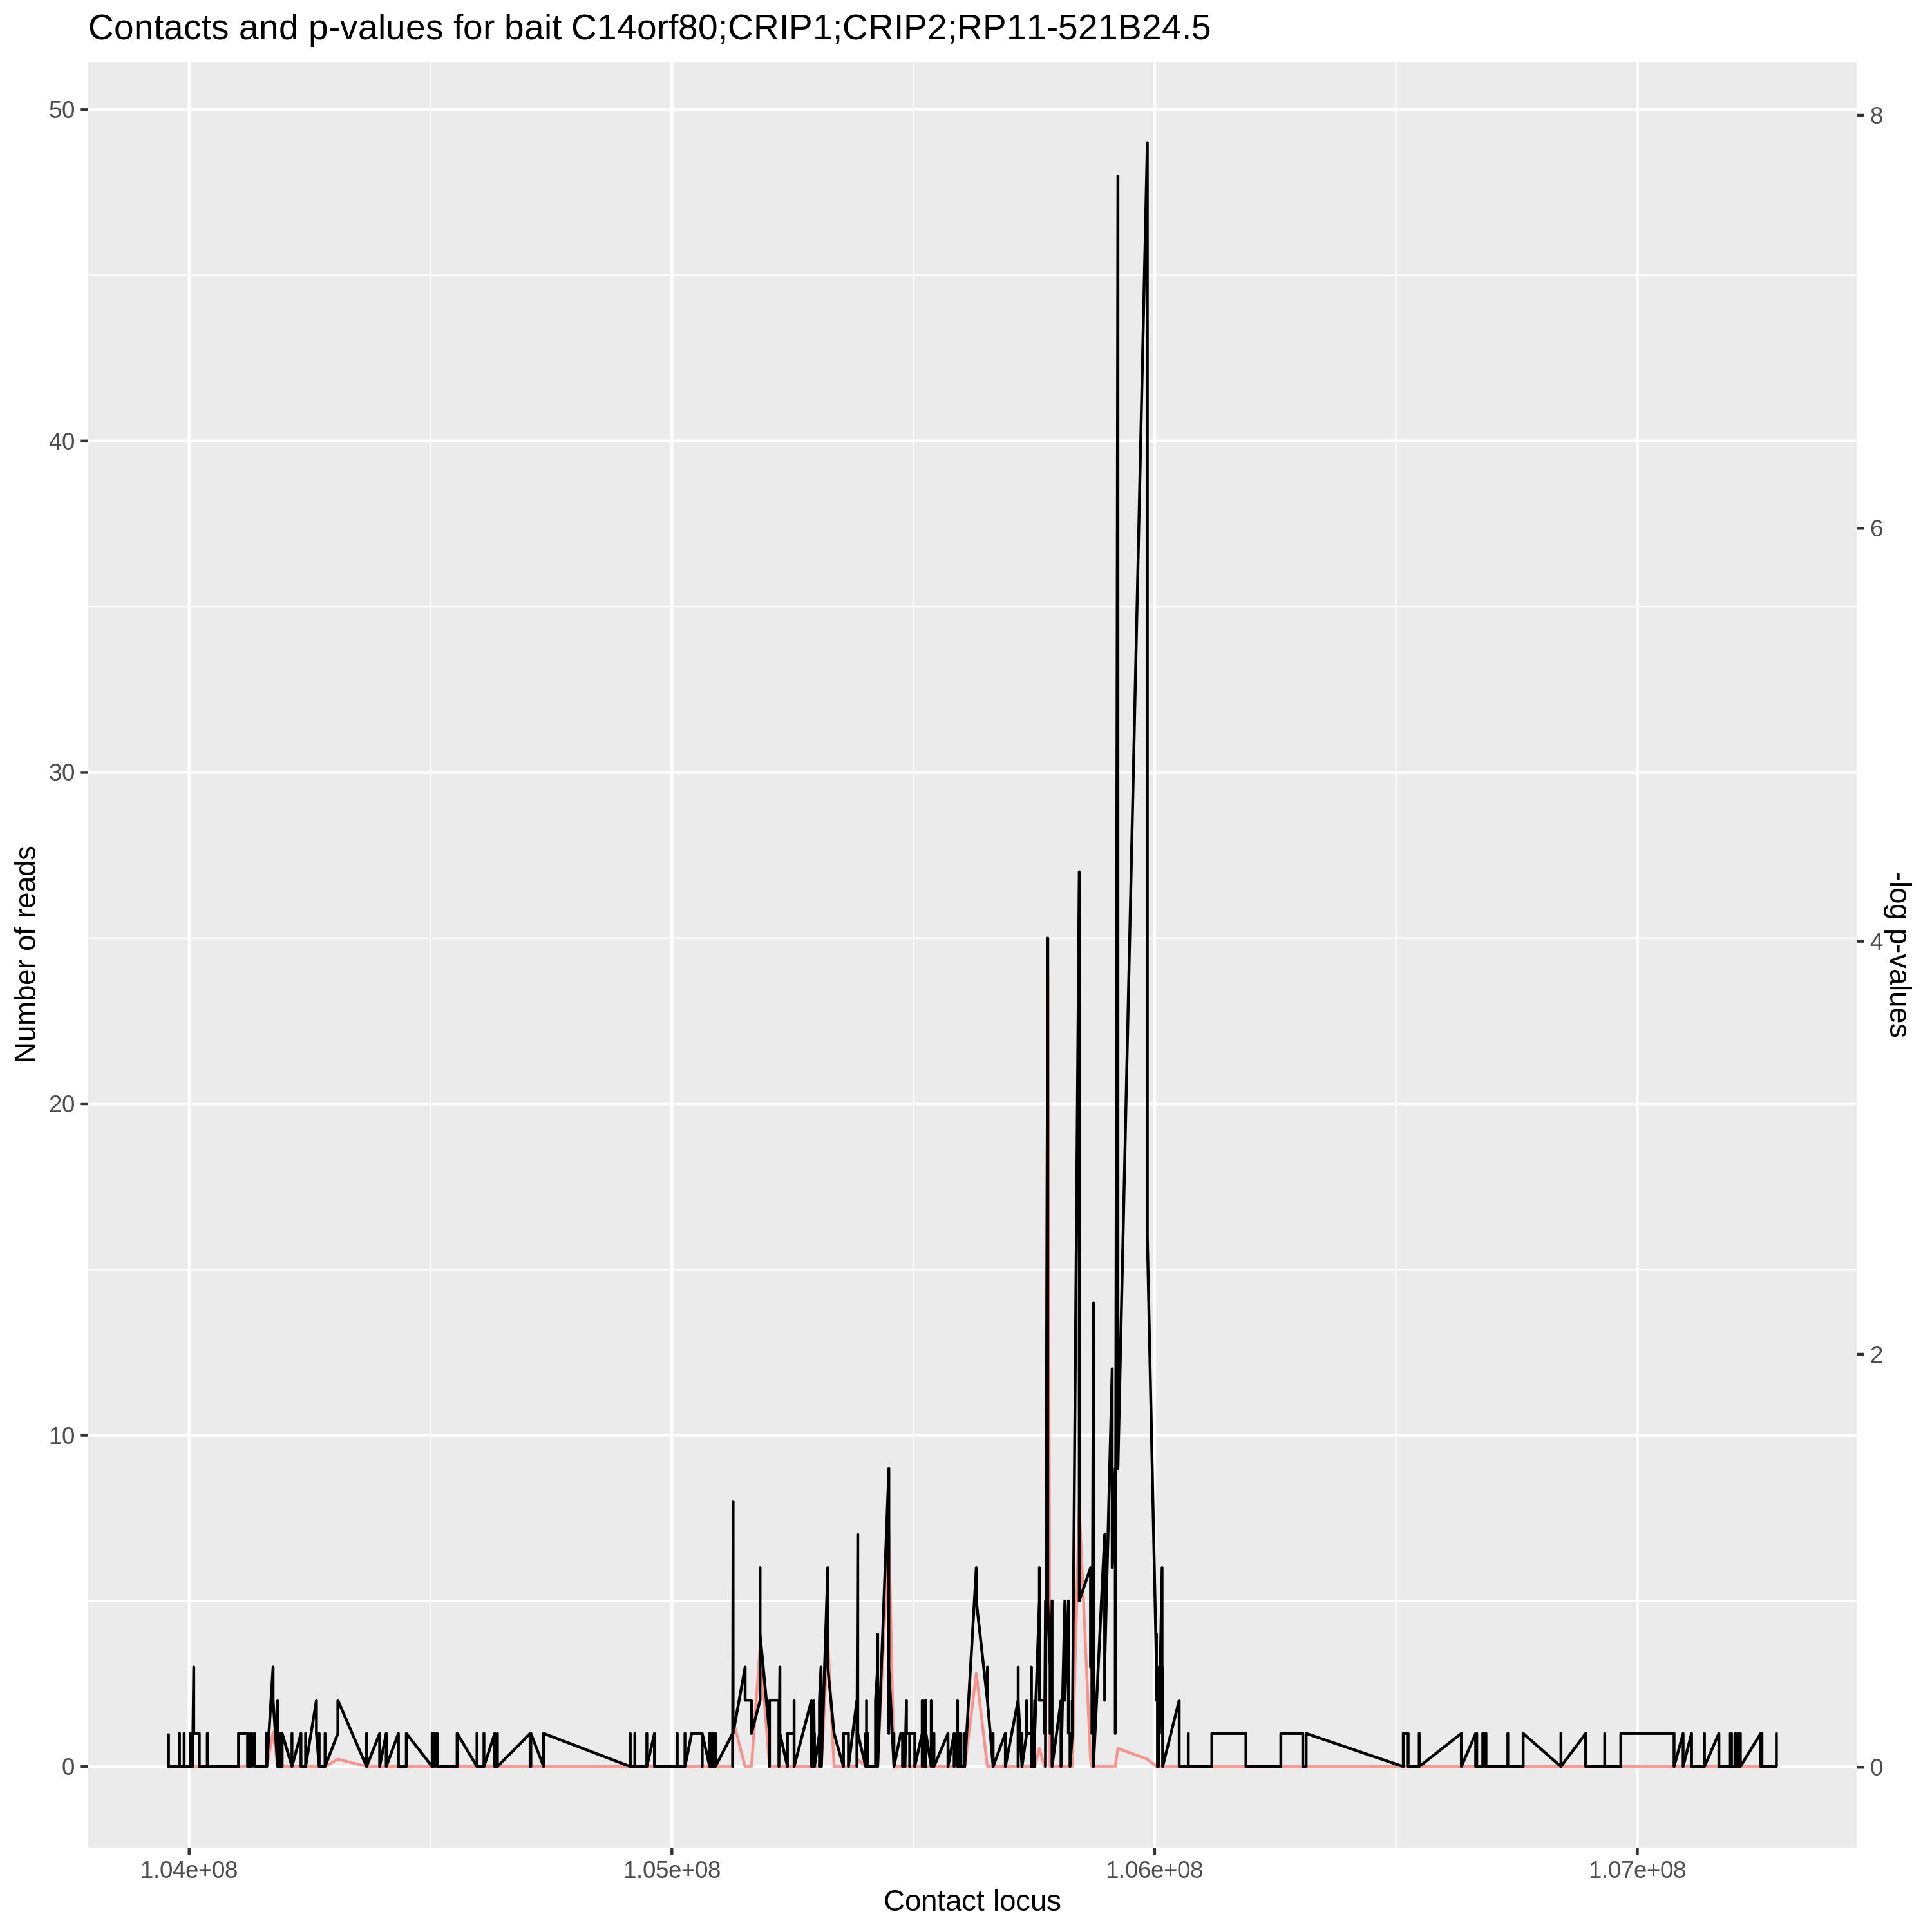 Contacts and p-values for bait C14orf80;CRIP1;CRIP2;RP11-521B24.5
50
40
30
20
10
0
Number of reads
8
6
4
2
0
-log p-values
1.04e+08
1.05e+08
1.06e+08
1.07e+08
Contact locus